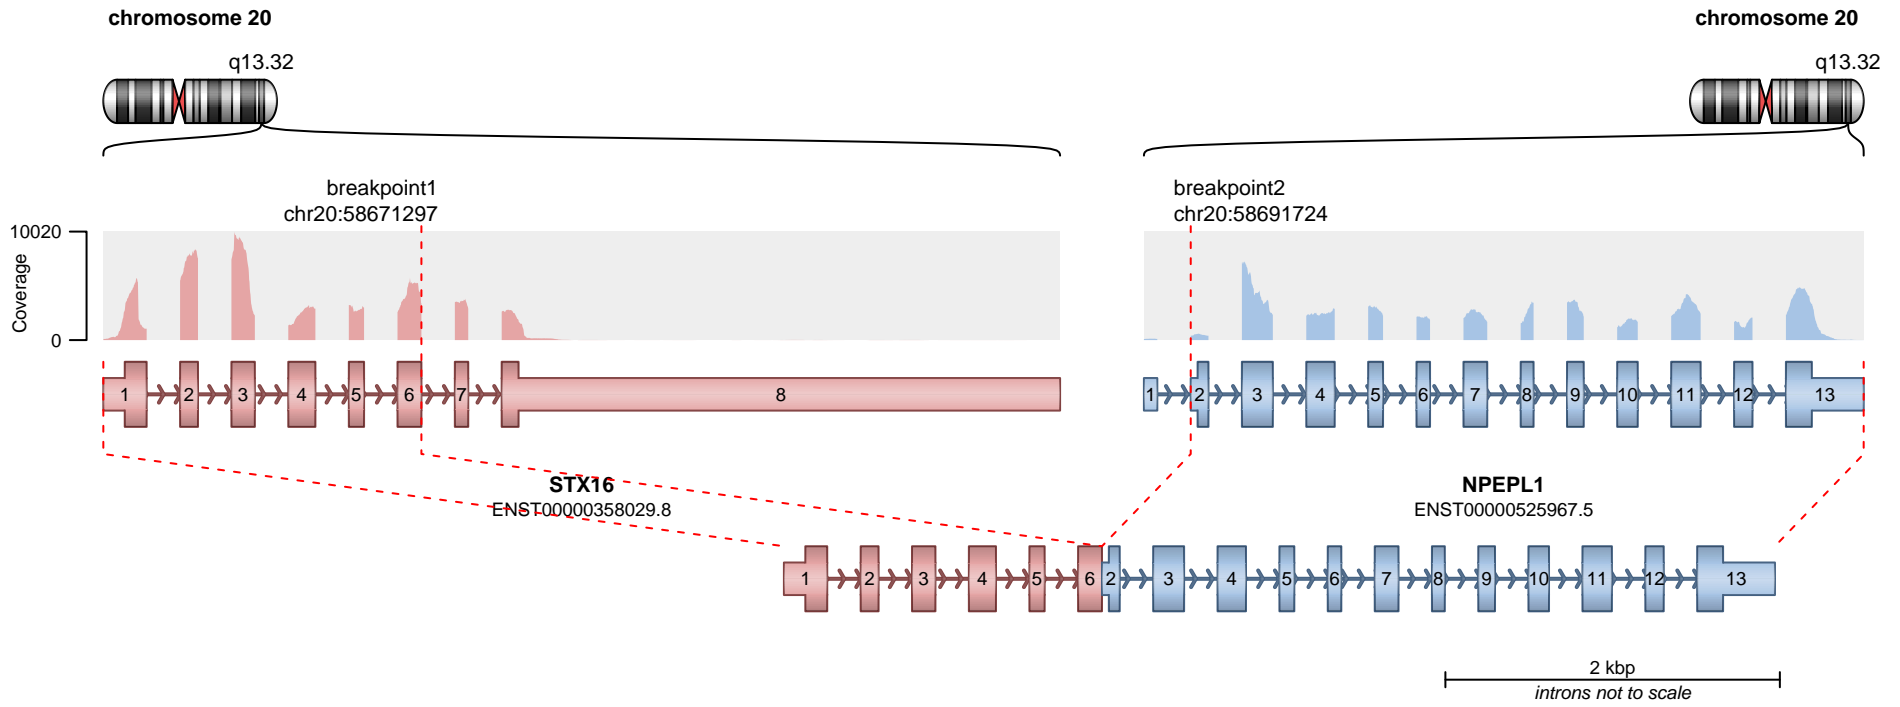 chromosome 20
chromosome 20
q13.32
q13.32
breakpoint1
chr20:58671297
breakpoint2
chr20:58691724
10020
Coverage
0
1 2 3 4 5 6 7 8
1 2 3 4 5 6 7 8 9 10 11 12 13
STX16
ENST00000358029.8
NPEPL1
ENST00000525967.5
1 2 3 4 5 6 2 3 4 5 6 7 8 9 10 11 12 13
2 kbp
introns not to scale